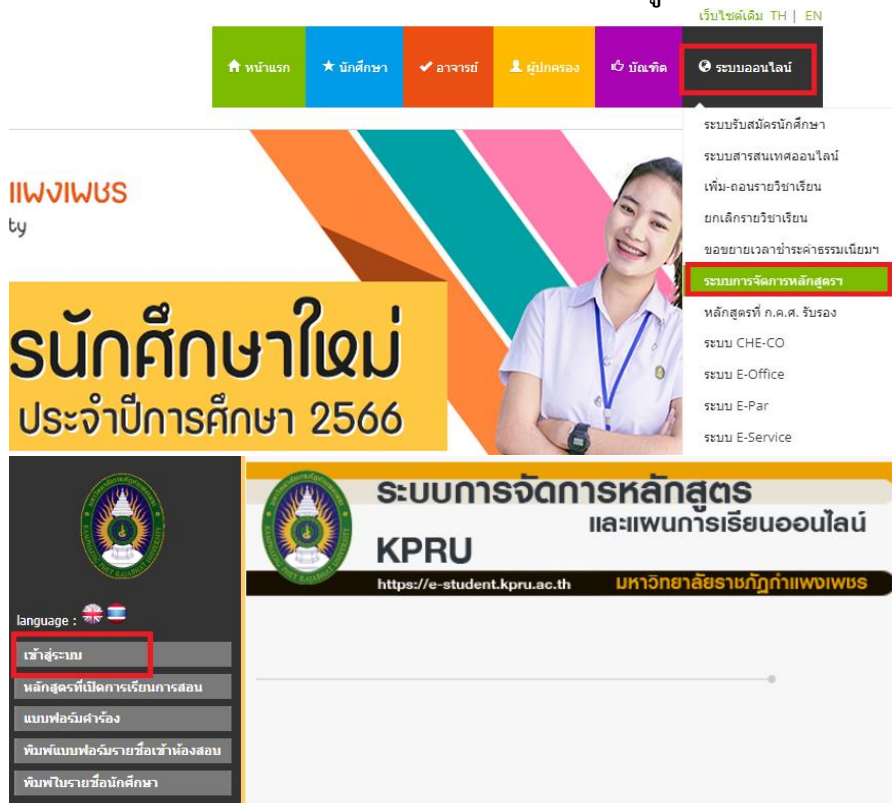 เว็บไซต์เดิม TH | EN
หน้าแรก นักศึกษา อาจารย์ ผู้ปกครอง บัณฑิต ระบบออนไลน์
ระบบรับสมัครนักศึกษา
ระบบสารสนเทศออนไลน์
เพิ่ม-ถอนรายวิชาเรียน
ยกเลิกรายวิชาเรียน
ขอขยายเวลาชำระค่าธรรมเนียมฯ
ระบบการจัดการหลักสูตรฯ
หลักสูตรที่ ก.ค.ศ. รับรอง
ระบบ CHE-CO
ระบบ E-Office
ระบบ E-Par
ระบบ E-Service
แพงเพชร
ty
รนักศึกษาใหม่
ประจำปีการศึกษา 2566
language :
เข้าสู่ระบบ
หลักสูตรที่เปิดการเรียนการสอน
แบบฟอร์มคำร้อง
พิมพ์แบบฟอร์มรายชื่อเข้าห้องสอบ
พิมพ์ใบรายชื่อนักศึกษา
ระบบการจัดการหลักสูตร
และแผนการเรียนออนไลน์
KPRU
https://e-student.kpru.ac.th มหาวิทยาลัยราชภัฏกำแพงเพชร